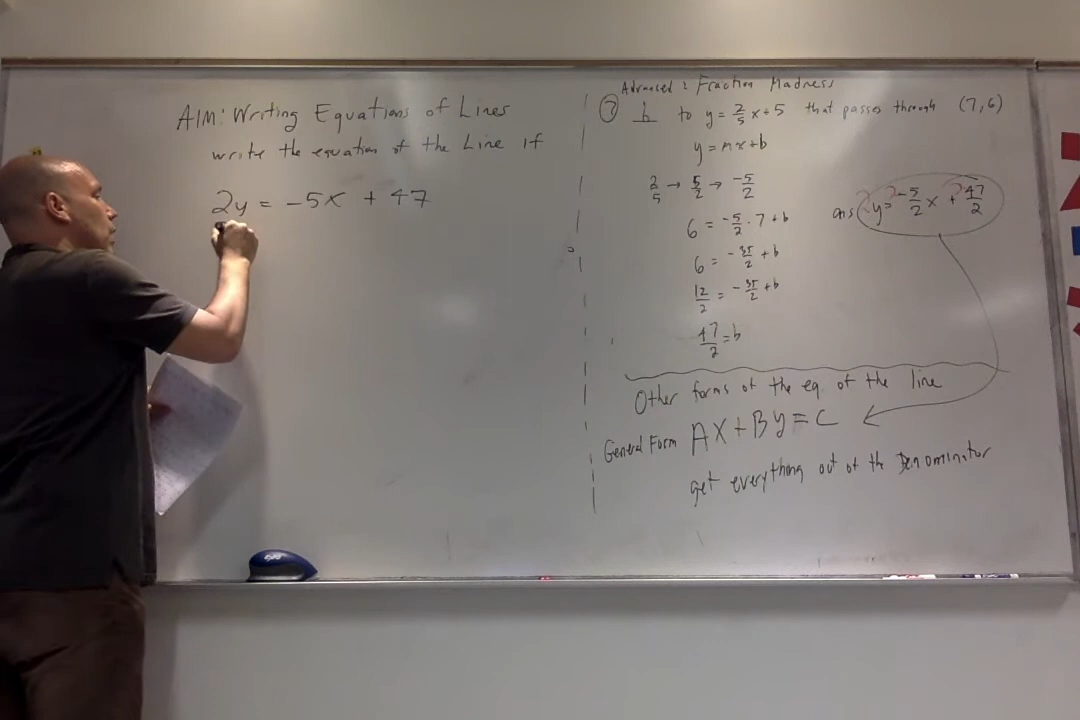 AIM: Writing Equations of Lines
write the equation of the Line if
2y = -5x + 47
Advanced : Fraction Madness
⑦ to y = 2/5 x + 5 that passes through (7,6)
y = mx+b
2/5 → 5/2 → -5/2
6 = -5/2 · 7 + b
6 = -35/2 + b
12/2 = -35/2 + b
47/2 = b
ans 2 y = 2 -5/2 x + 2 47/2
Other forms of the eq. of the line
General Form AX + By = C
get everything out of the Denominator